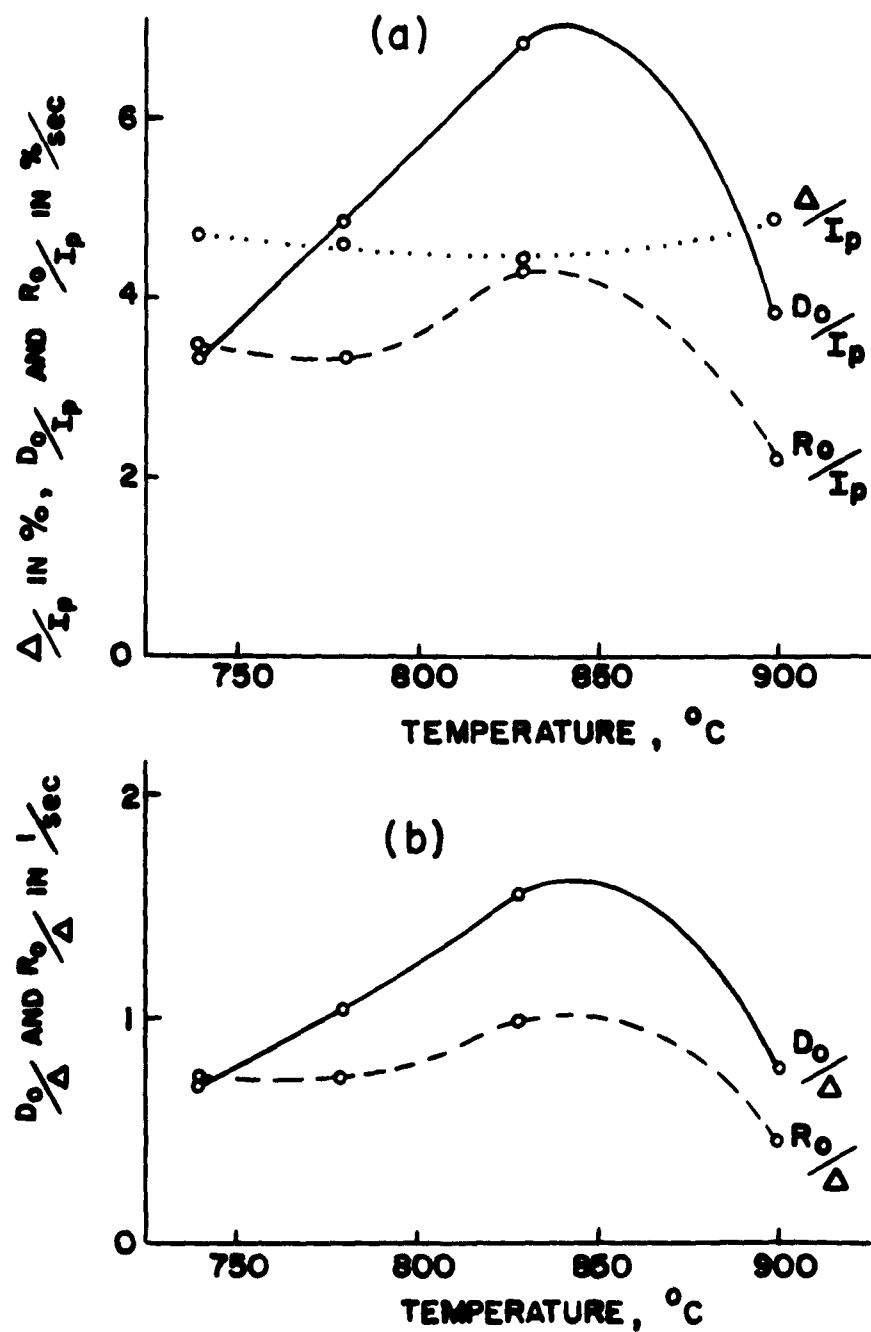 (a)
Δ/Ip IN %, Do/Ip AND Ro/Ip IN %/sec
6
4
2
0
Δ/Ip
Do/Ip
Ro/Ip
750 800 850 900
TEMPERATURE, °C
(b)
Do/Δ AND Ro/Δ IN 1/sec
2
1
0
Do/Δ
Ro/Δ
750 800 850 900
TEMPERATURE, °C